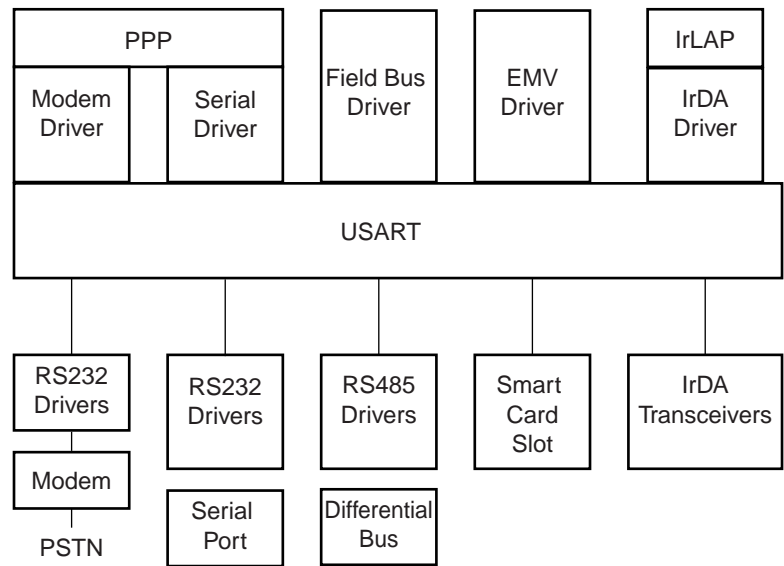 PPP
IrLAP
Modem
Driver
Serial
Driver
Field Bus
Driver
EMV
Driver
IrDA
Driver
USART
RS232
Drivers
RS232
Drivers
RS485
Drivers
Smart
Card
Slot
IrDA
Transceivers
Modem
Serial
Port
Differential
Bus
PSTN